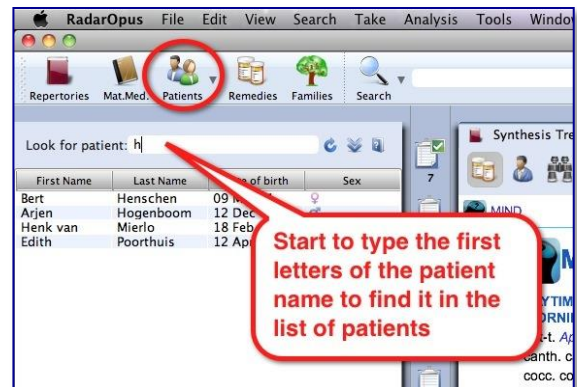 RadarOpus File Edit View Search Take Analysis Tools
Repertories Mat.Med. Patients Remedies Families Search
Look for patient: h
7
Synthesis
First Name Last Name of birth Sex
Bert Henschen 09
Arjen Hogenboom 12 Dec
Henk van Mierlo 18 Feb
Edith Poorthuis 12
MIND
Start to type the first
letters of the patient
name to find it in the
list of patients
cocc.